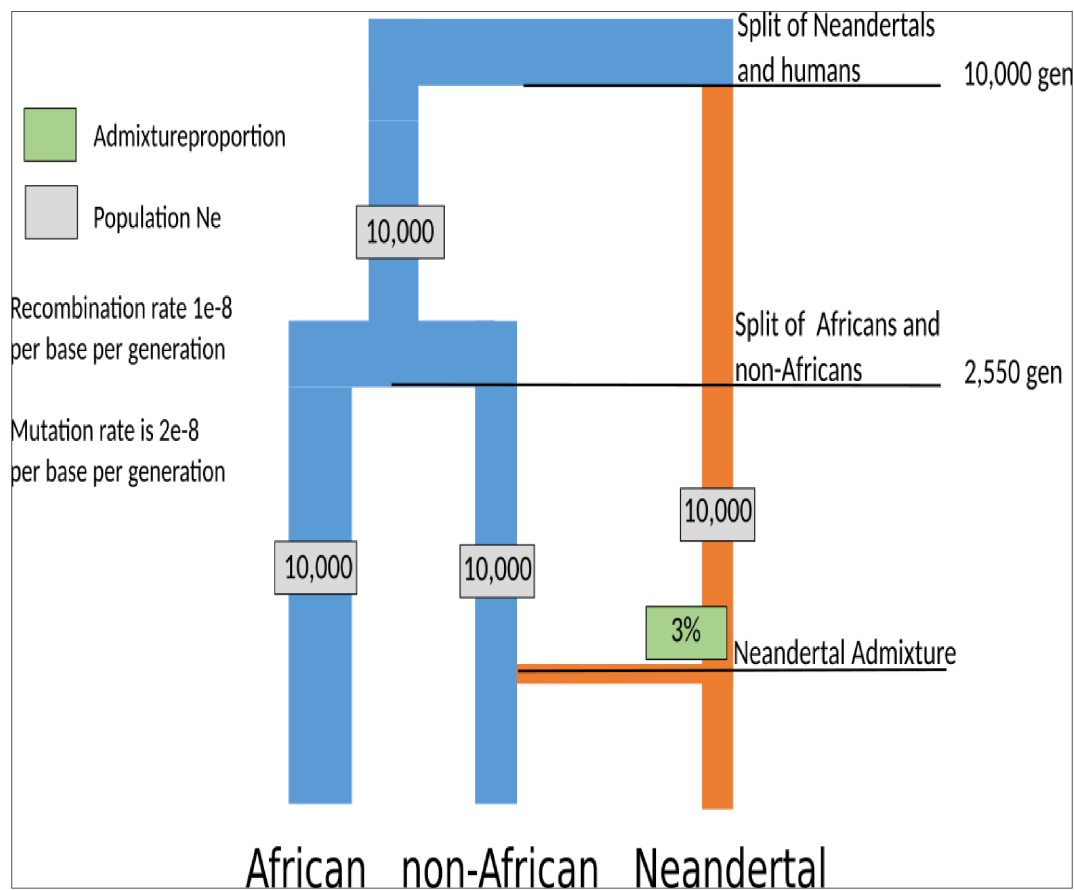 Split of Neandertals
and humans
10,000 gen
Admixtureproportion
Population Ne
10,000
Recombination rate 1e-8
per base per generation
Split of Africans and
non-Africans
2,550 gen
Mutation rate is 2e-8
per base per generation
10,000
10,000
10,000
3%
Neandertal Admixture
African non-African Neandertal